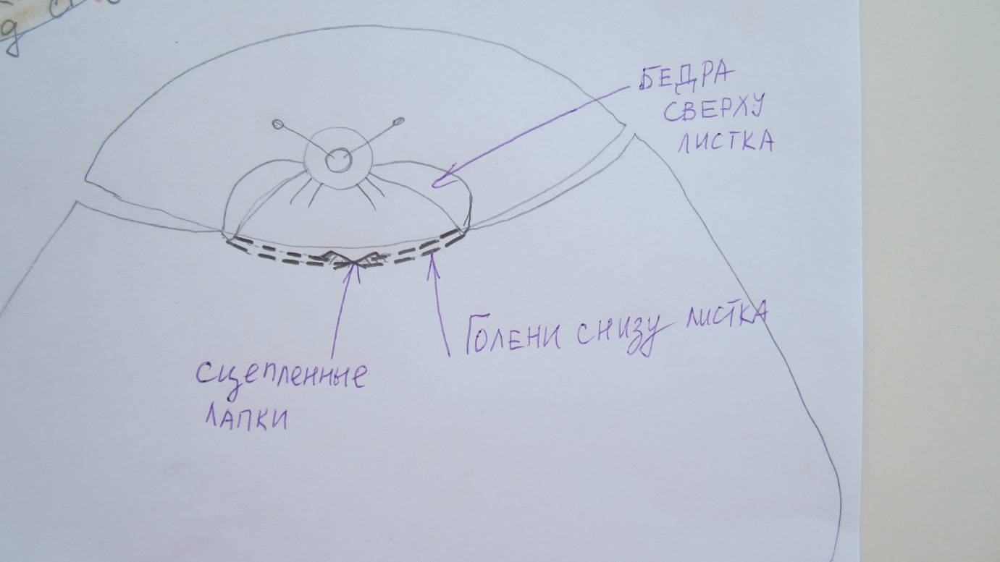 БЕДРА
СВЕРХУ
ЛИСТКА
ГОЛЕНИ СНИЗУ ЛИСТКА
Сцепленные
ЛАПКИ